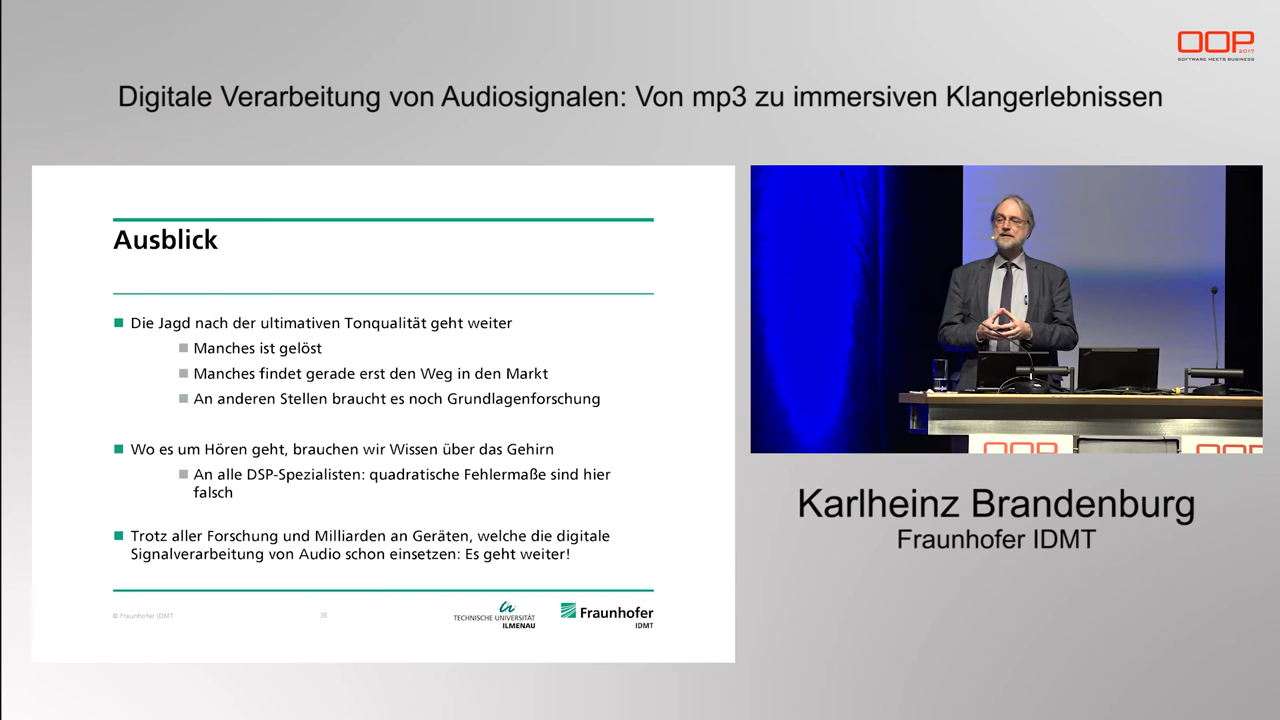 OOP
2017
SOFTWARE MEETS BUSINESS
Digitale Verarbeitung von Audiosignalen: Von mp3 zu immersiven Klangerlebnissen
Ausblick
Die Jagd nach der ultimativen Tonqualität geht weiter
Manches ist gelöst
Manches findet gerade erst den Weg in den Markt
An anderen Stellen braucht es noch Grundlagenforschung
Wo es um Hören geht, brauchen wir Wissen über das Gehirn
An alle DSP-Spezialisten: quadratische Fehlermaße sind hier
falsch
Trotz aller Forschung und Milliarden an Geräten, welche die digitale
Signalverarbeitung von Audio schon einsetzen: Es geht weiter!
© Fraunhofer IDMT
38
TECHNISCHE UNIVERSITÄT
ILMENAU
Fraunhofer
IDMT
OOP
OOP
Karlheinz Brandenburg
Fraunhofer IDMT